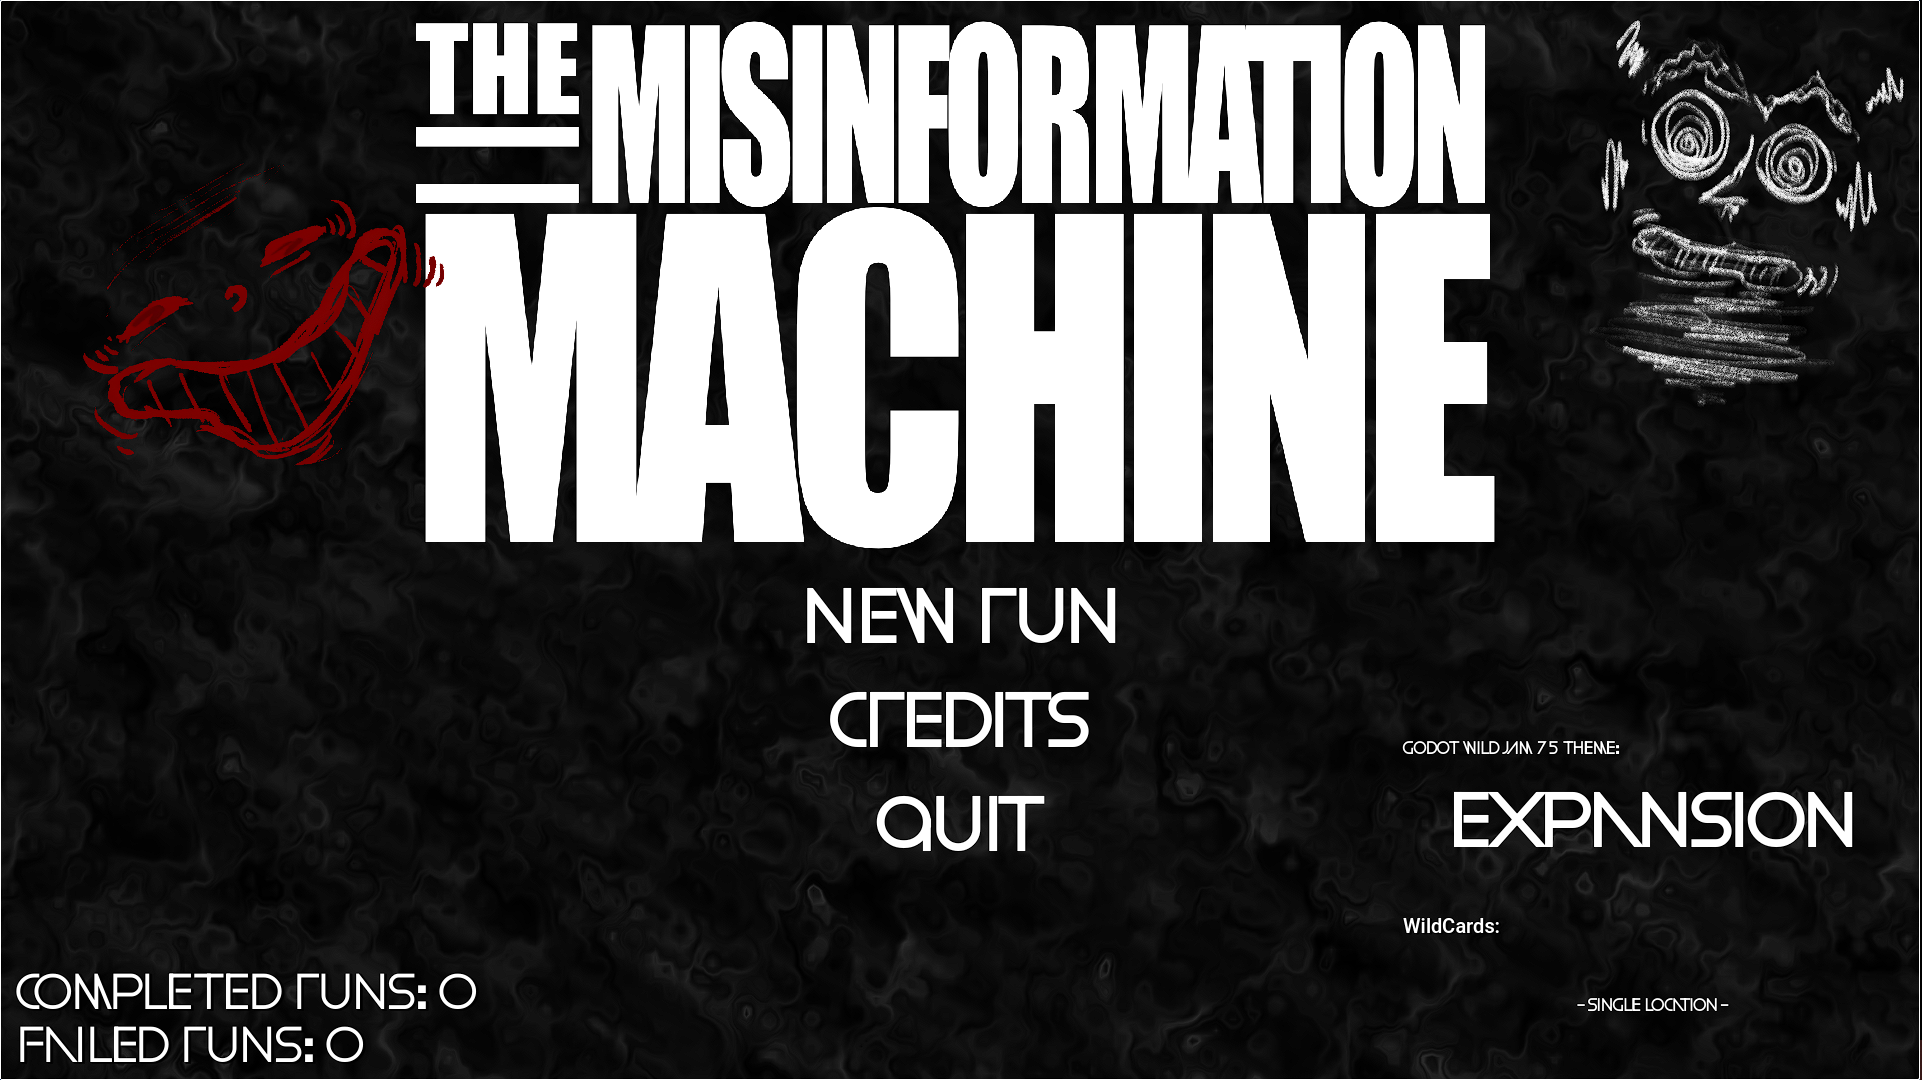 THE MISINFORMATION
MACHINE
NEW RUN
CREDITS
QUIT
GODOT WILD JAM 75 THEME:
EXPANSION
WildCards:
- SINGLE LOCATION -
COMPLETED RUNS: 0
FAILED RUNS: 0